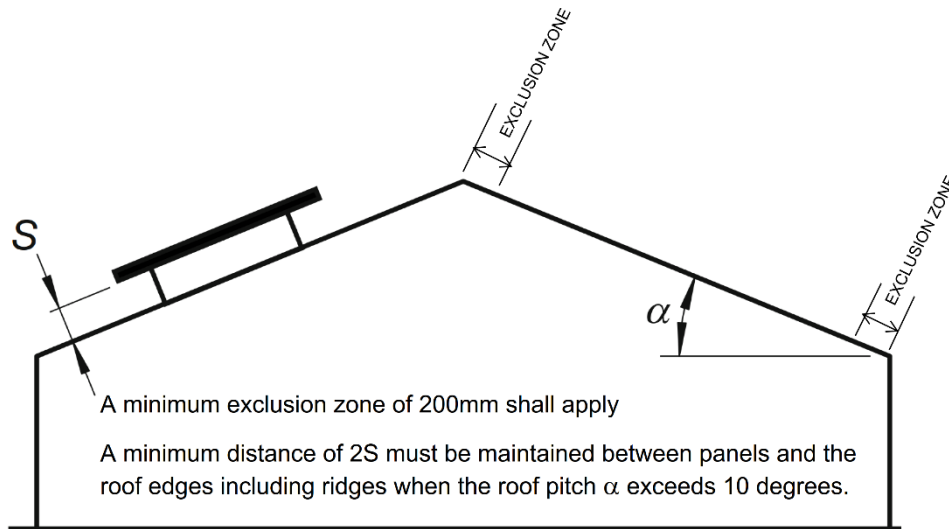 EXCLUSION ZONE
EXCLUSION ZONE
S
α
A minimum exclusion zone of 200mm shall apply
A minimum distance of 2S must be maintained between panels and the
roof edges including ridges when the roof pitch α exceeds 10 degrees.